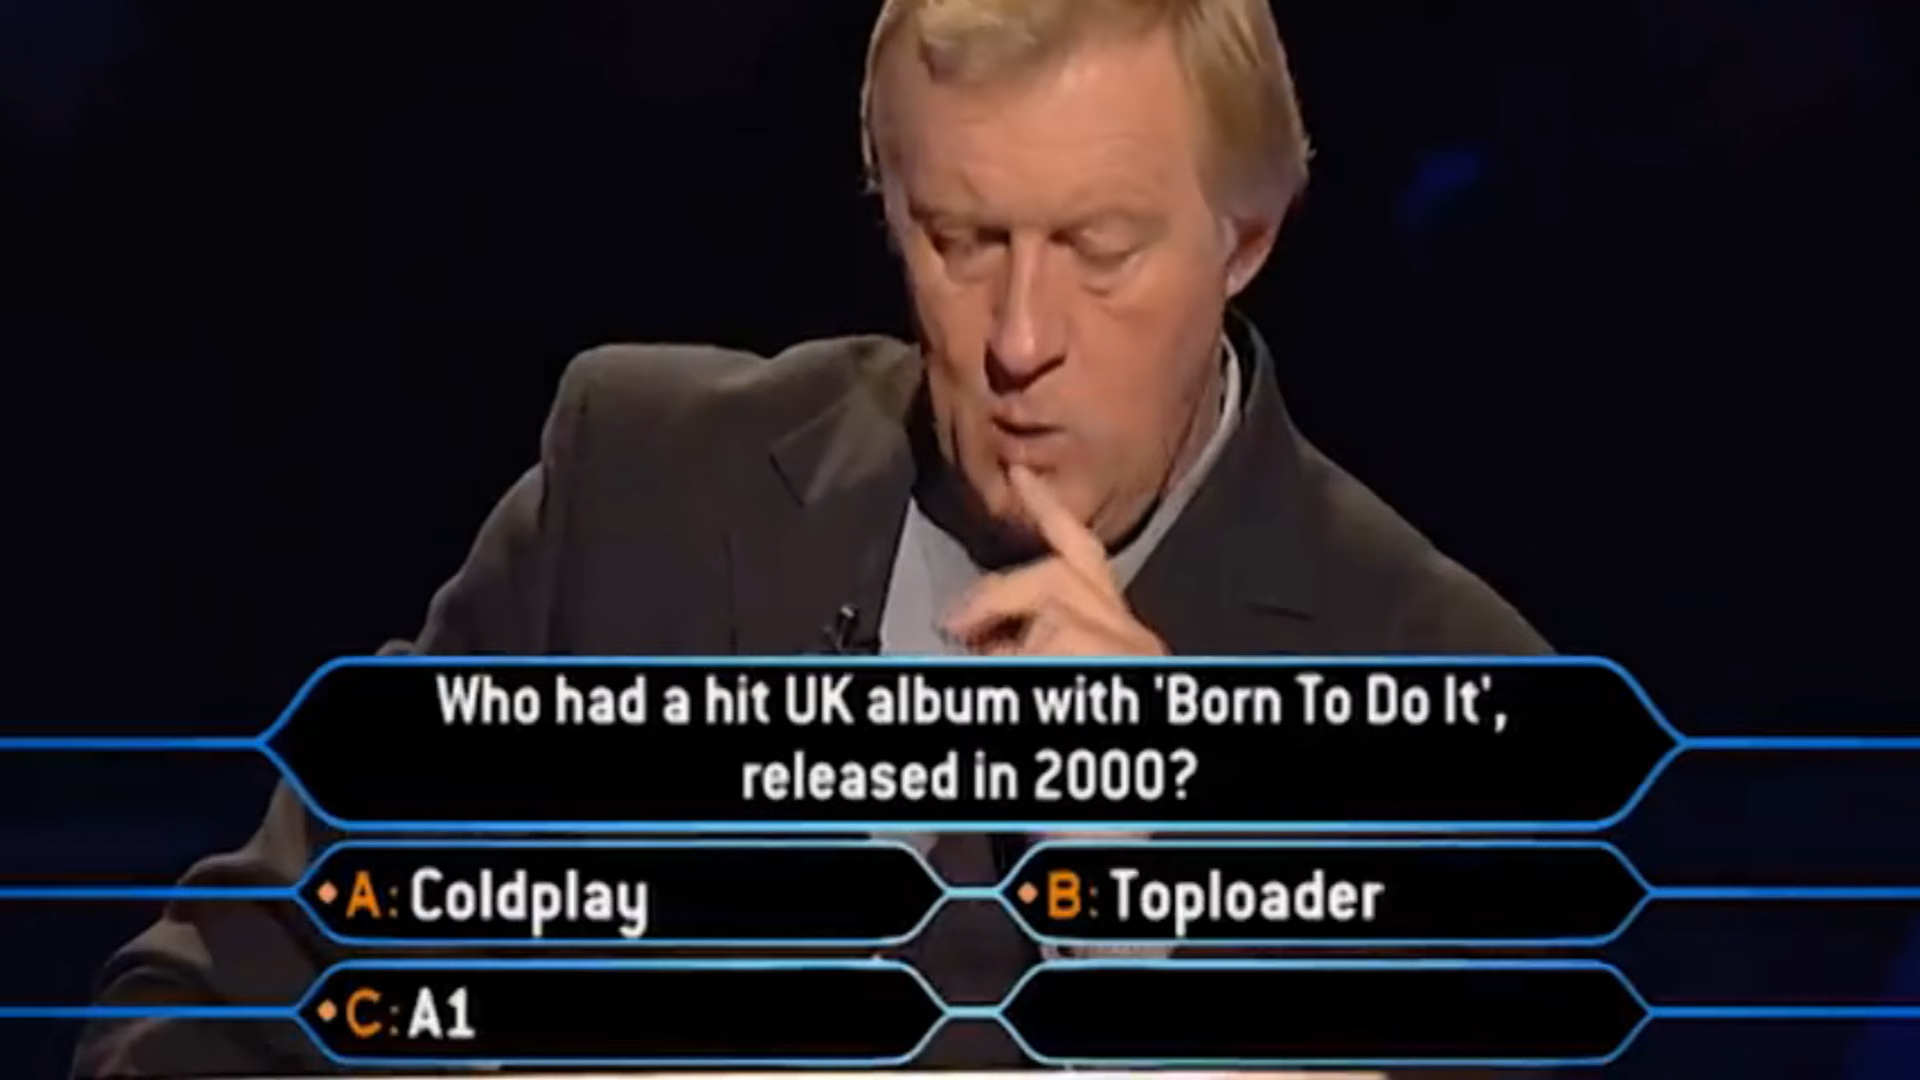 Who had a hit UK album with 'Born To Do It',
released in 2000?
A: Coldplay
B: Toploader
C: A1